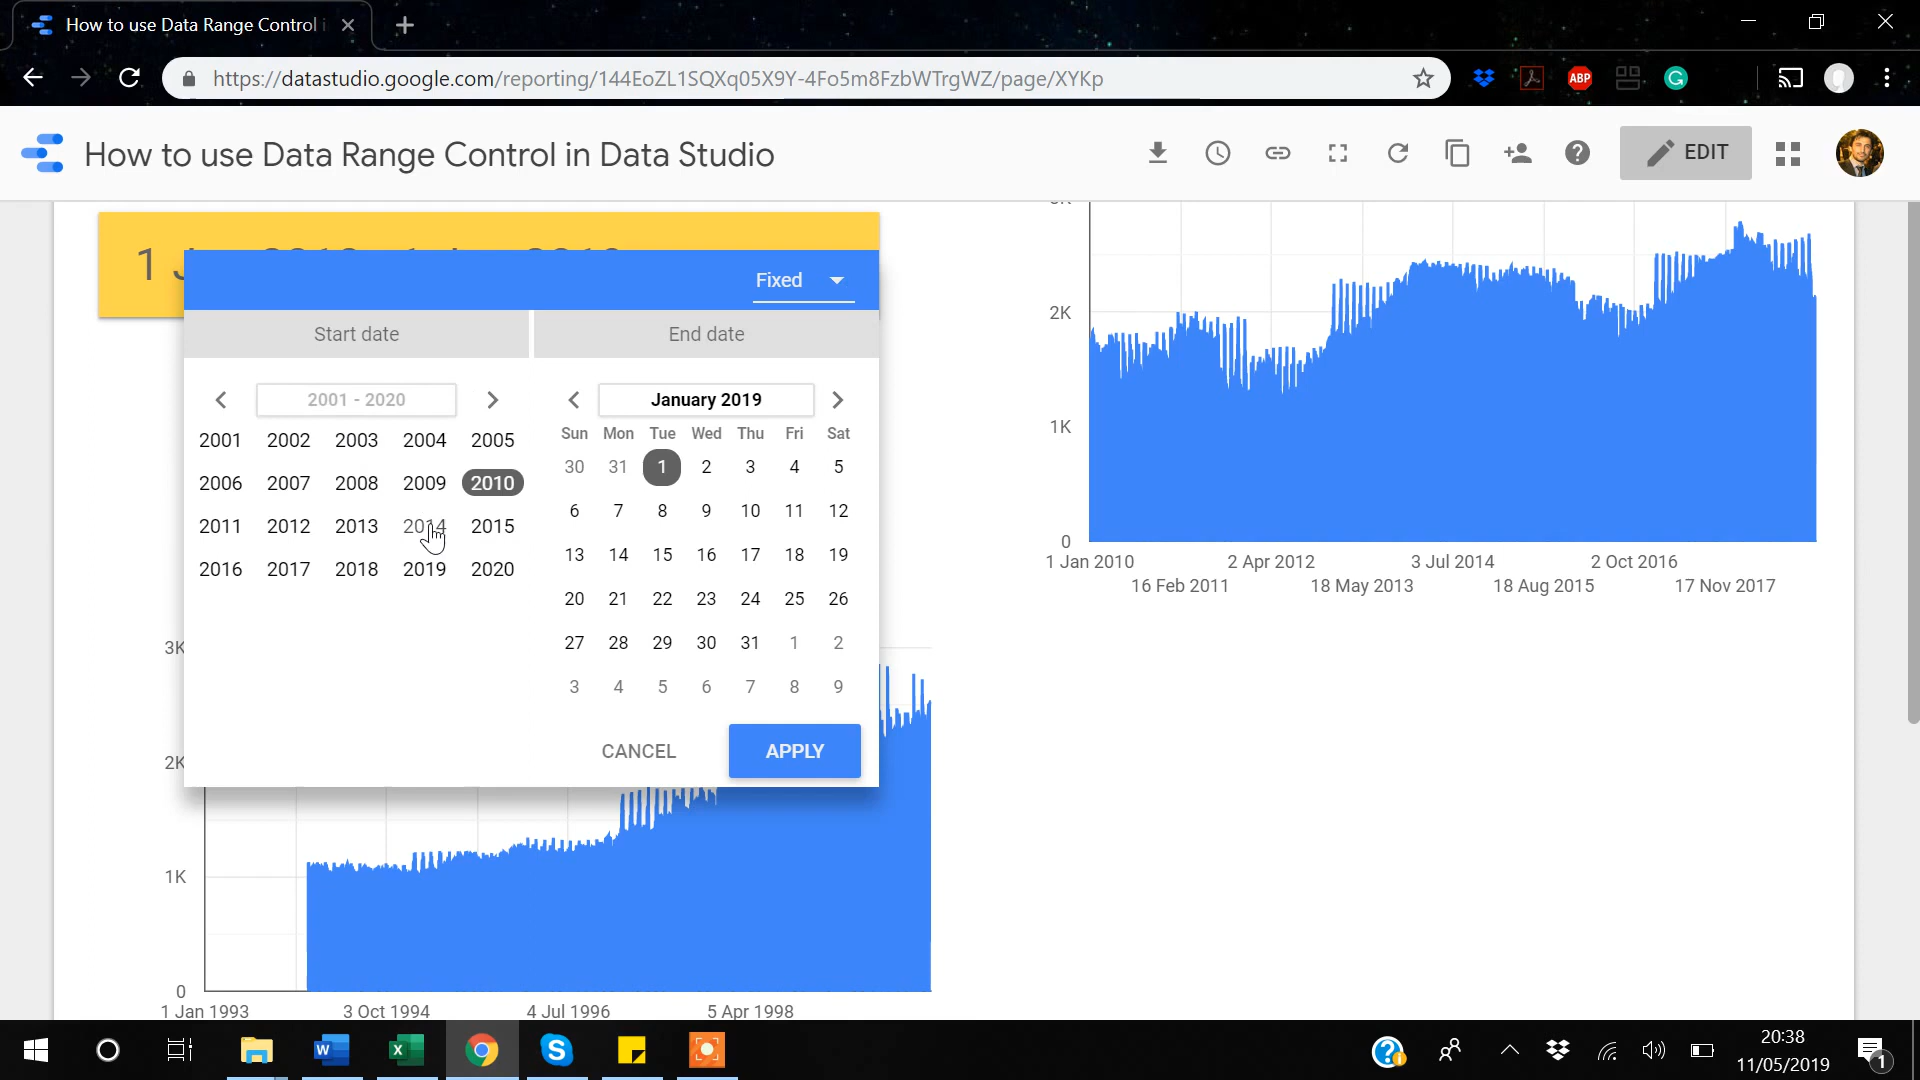 How to use Data Range Control i
https://datastudio.google.com/reporting/144EoZL1SQXq05X9Y-4Fo5m8FzbWTrgWZ/page/XYKp
ABP
How to use Data Range Control in Data Studio
EDIT
Fixed
Start date
End date
2001 - 2020
2001 2002 2003 2004 2005
2006 2007 2008 2009 2010
2011 2012 2013 2014 2015
2016 2017 2018 2019 2020
January 2019
Sun Mon Tue Wed Thu Fri Sat
30 31 1 2 3 4 5
6 7 8 9 10 11 12
13 14 15 16 17 18 19
20 21 22 23 24 25 26
27 28 29 30 31 1 2
3 4 5 6 7 8 9
CANCEL
APPLY
2K
1K
0
1 Jan 2010 2 Apr 2012 3 Jul 2014 2 Oct 2016
16 Feb 2011 18 May 2013 18 Aug 2015 17 Nov 2017
3K
2K
1K
0
1 Jan 1993 3 Oct 1994 4 Jul 1996 5 Apr 1998
20:38
11/05/2019
1